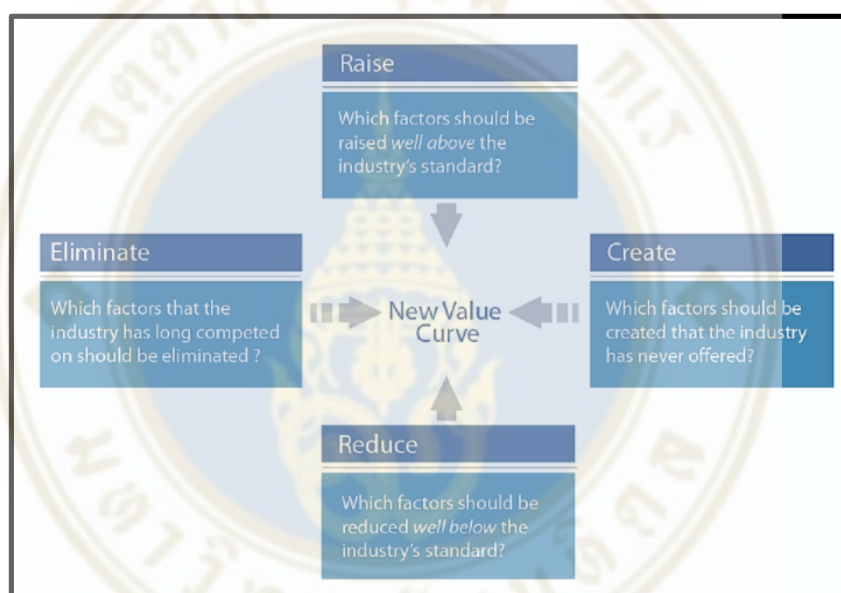 Raise
Which factors should be
raised well above the
industry's standard?
Eliminate
Which factors that the
industry has long competed
on should be eliminated ?
New Value
Curve
Create
Which factors should be
created that the industry
has never offered?
Reduce
Which factors should be
reduced well below the
industry's standard?